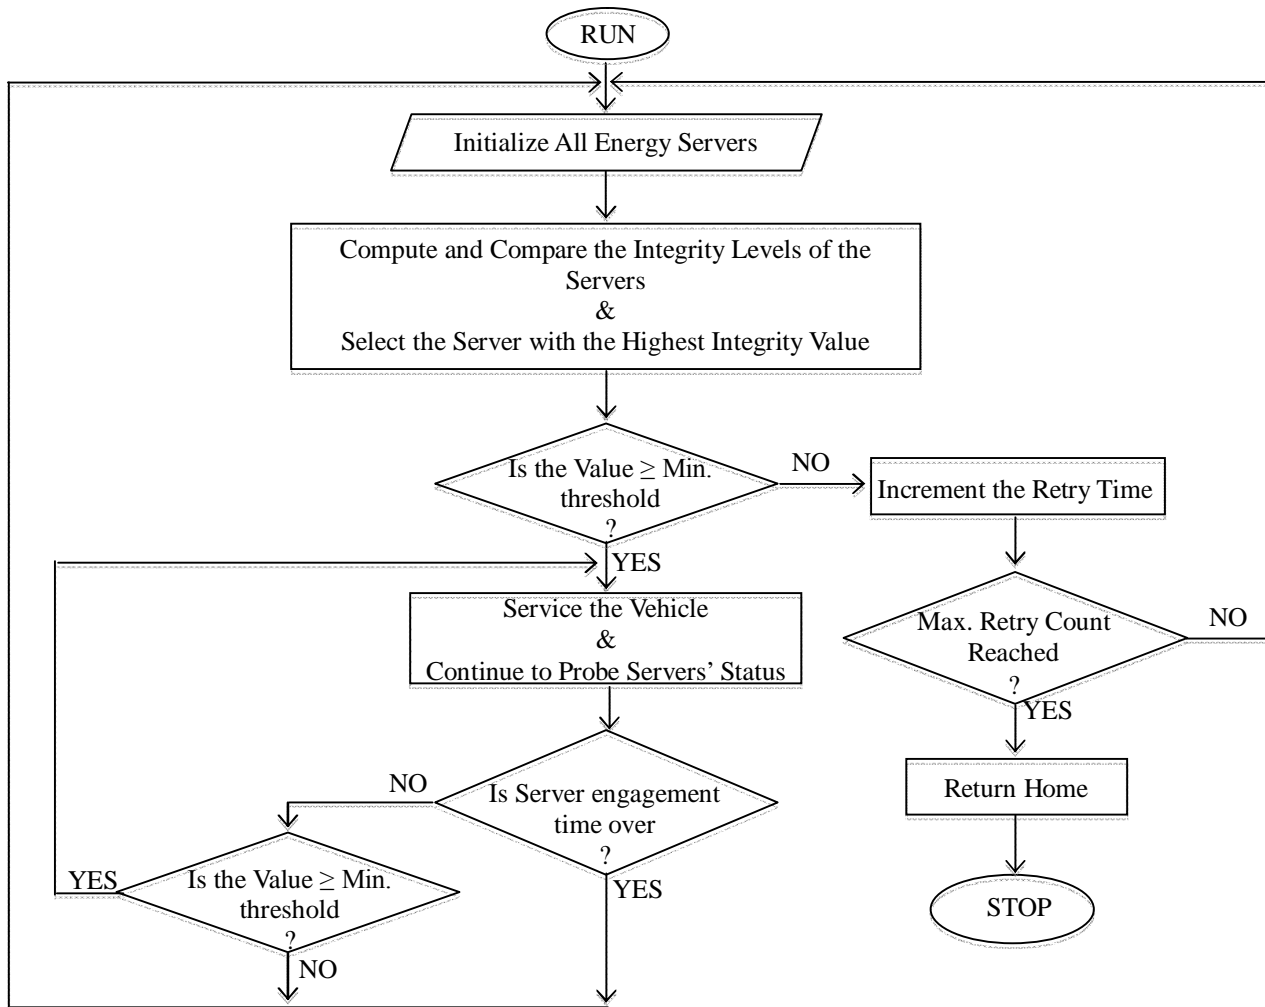 RUN
Initialize All Energy Servers
Compute and Compare the Integrity Levels of the
Servers
&
Select the Server with the Highest Integrity Value
Is the Value ≥ Min.
threshold
?
NO
Increment the Retry Time
YES
Service the Vehicle
&
Continue to Probe Servers' Status
Max. Retry Count
Reached
?
NO
YES
Return Home
STOP
Is Server engagement
time over
?
NO
YES
Is the Value ≥ Min.
threshold
?
YES
NO